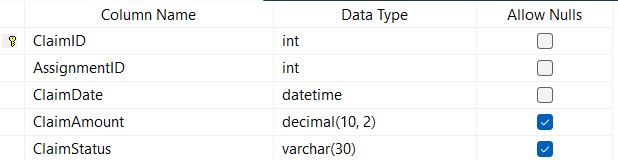 Column Name Data Type Allow Nulls
ClaimID int
AssignmentID int
ClaimDate datetime
ClaimAmount decimal(10, 2)
ClaimStatus varchar(30)